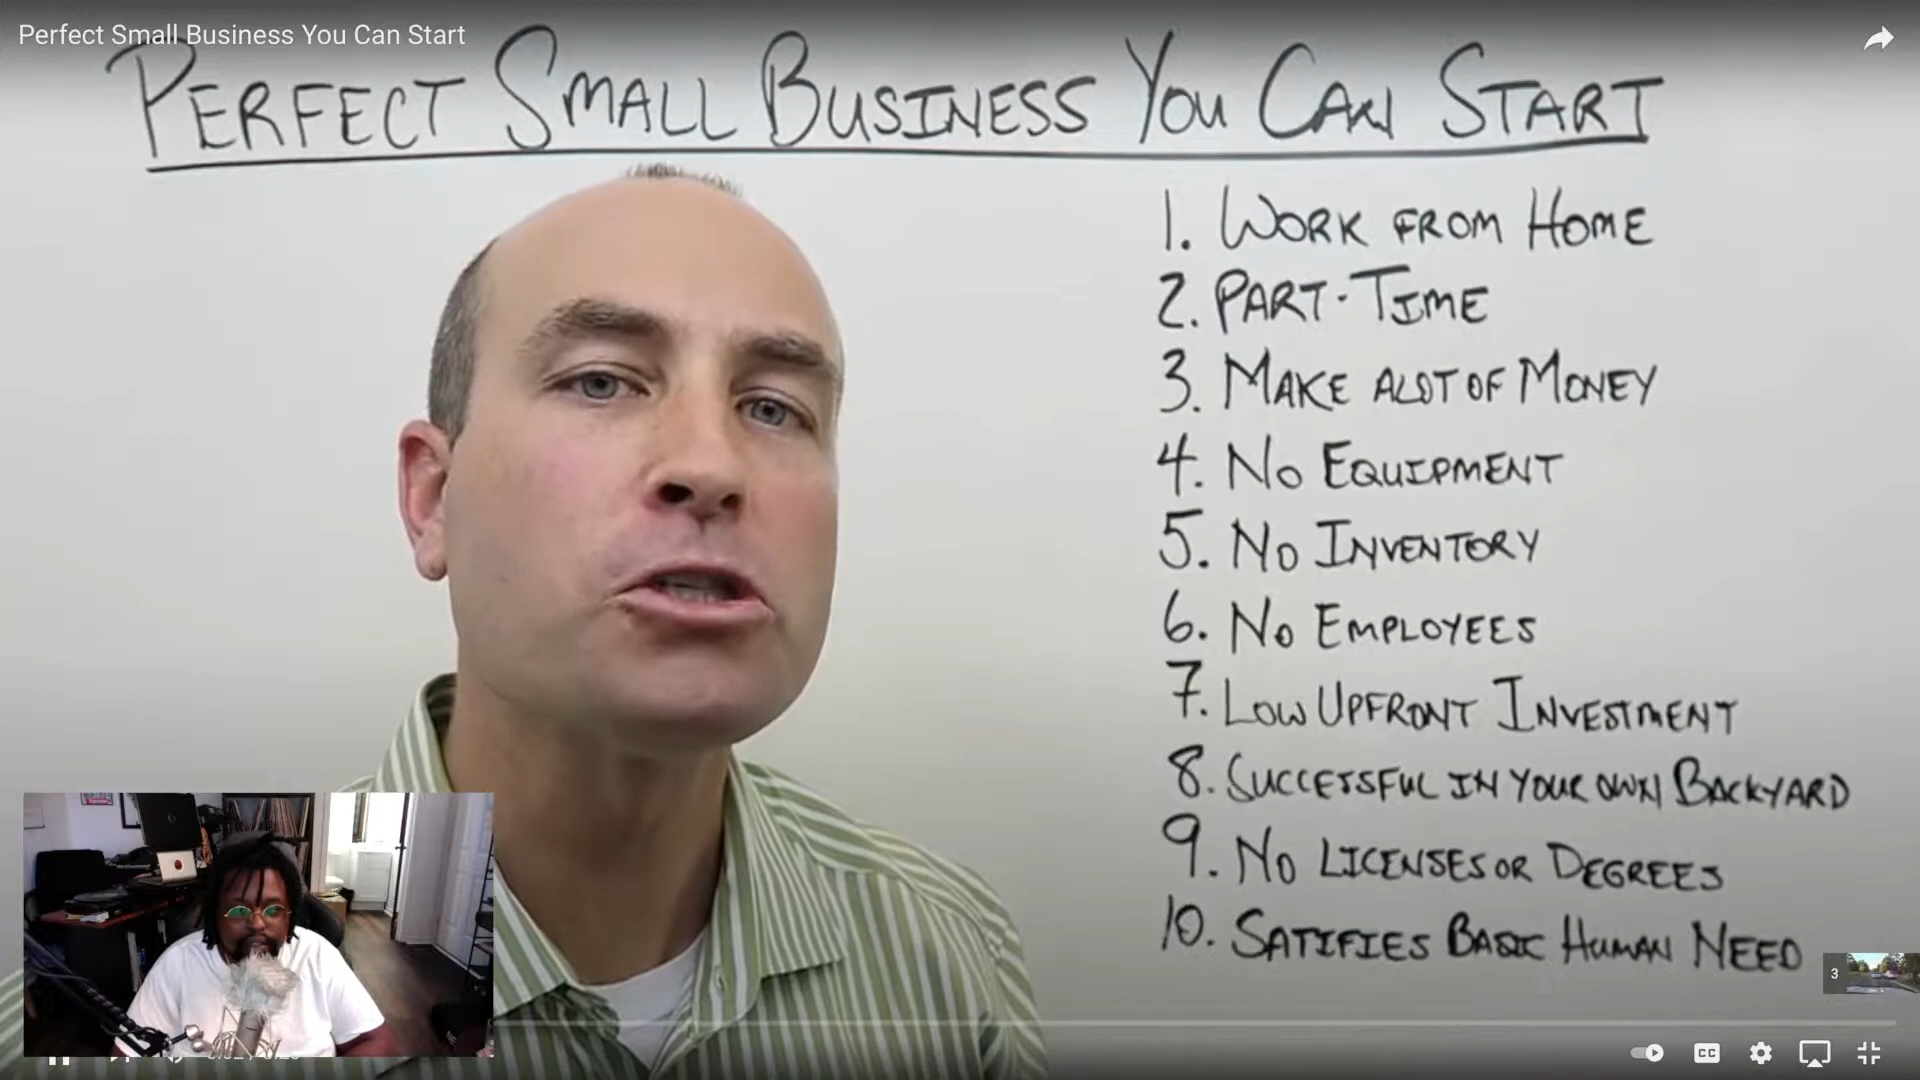 Perfect Small Business You Can Start
PERFECT SMALL BUSINESS YOU CAN START
1. WORK FROM HOME
2. PART-TIME
3. MAKE ALOT OF MONEY
4. NO EQUIPMENT
5. NO INVENTORY
6. NO EMPLOYEES
7. LOW UPFRONT INVESTMENT
8. SUCCESSFUL IN YOUR OWN BACKYARD
9. NO LICENSES OR DEGREES
10. SATIFIES BASIC HUMAN NEED
3
CC